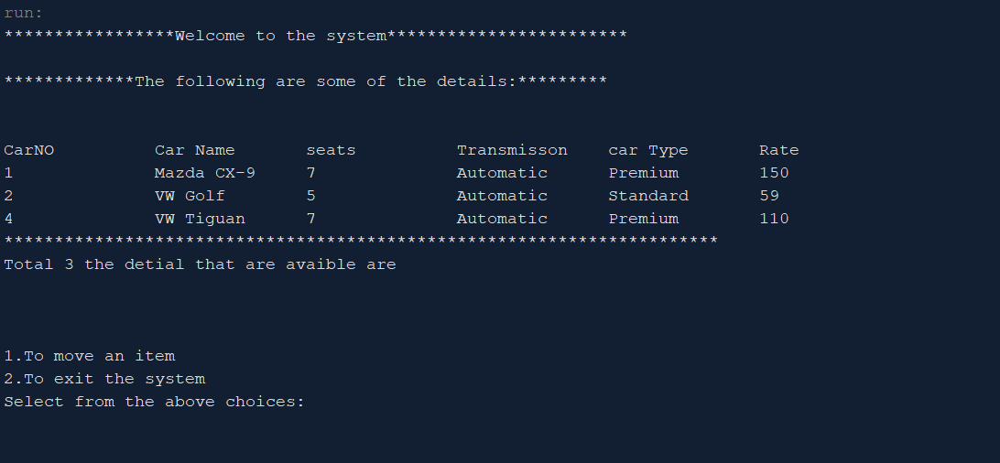 run:
*****************Welcome to the system************************
*************The following are some of the details:*********
CarNO Car Name seats Transmisson car Type Rate
1 Mazda CX-9 7 Automatic Premium 150
2 VW Golf 5 Automatic Standard 59
4 VW Tiguan 7 Automatic Premium 110
***********************************************************************
Total 3 the detial that are avaible are
1.To move an item
2.To exit the system
Select from the above choices: